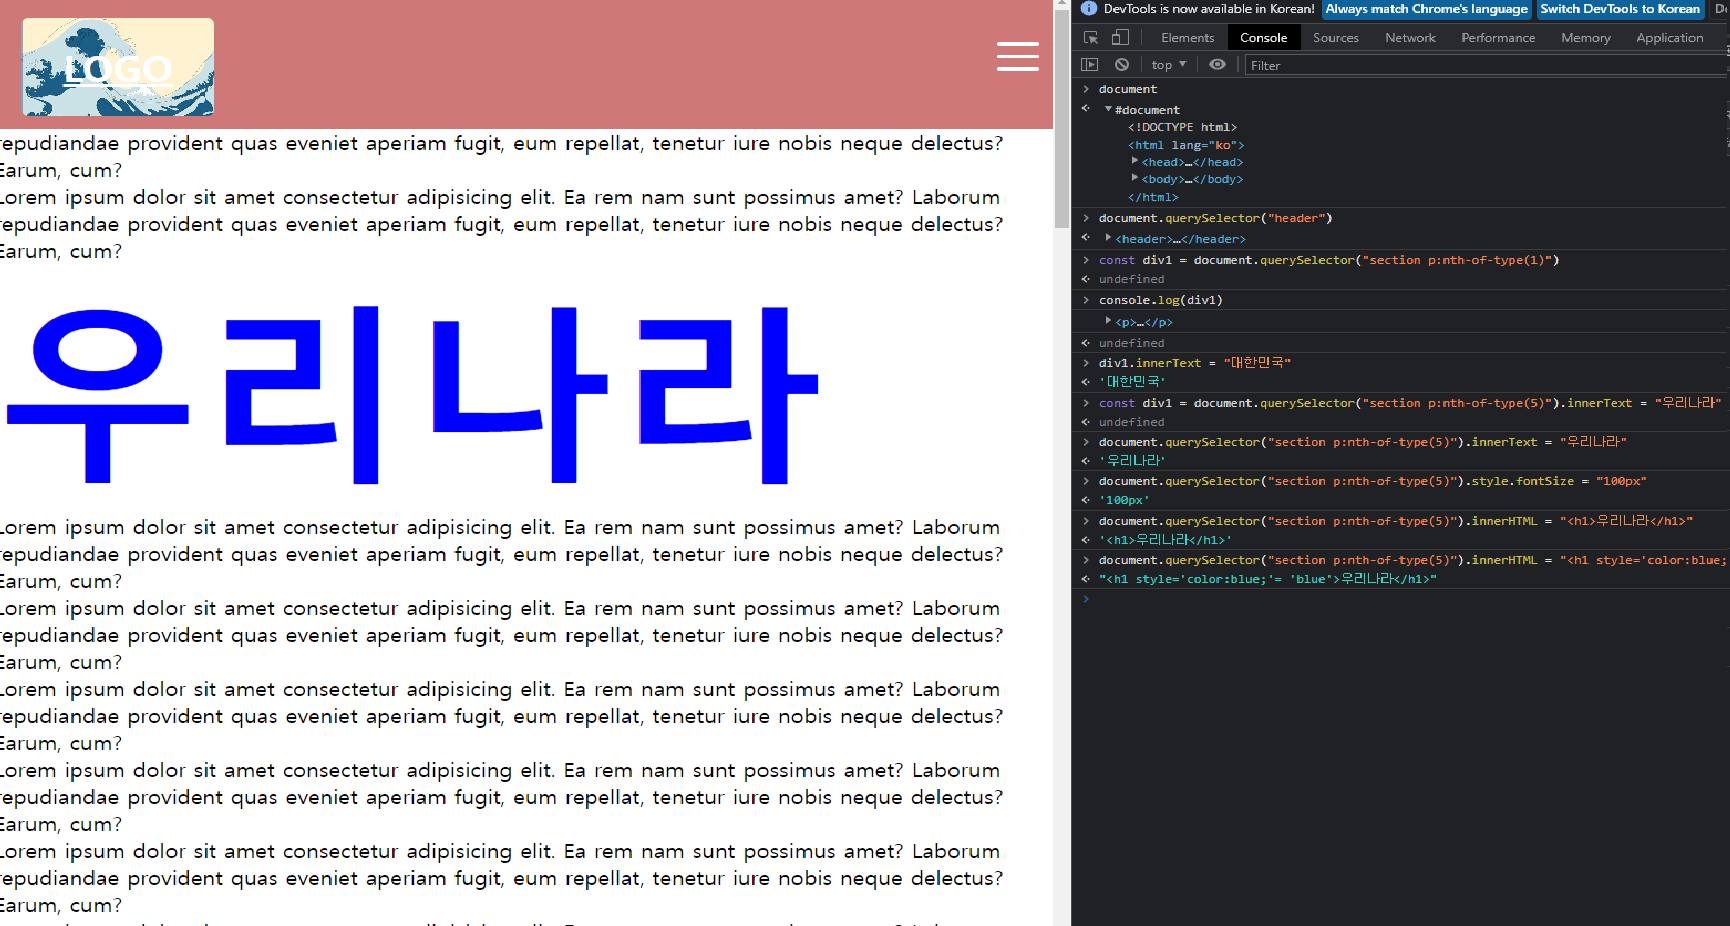 LOGO
repudiandae provident quas eveniet aperiam fugit, eum repellat, tenetur iure nobis neque delectus?
Earum, cum?
Lorem ipsum dolor sit amet consectetur adipisicing elit. Ea rem nam sunt possimus amet? Laborum
repudiandae provident quas eveniet aperiam fugit, eum repellat, tenetur iure nobis neque delectus?
Earum, cum?
우리나라
Lorem ipsum dolor sit amet consectetur adipisicing elit. Ea rem nam sunt possimus amet? Laborum
repudiandae provident quas eveniet aperiam fugit, eum repellat, tenetur iure nobis neque delectus?
Earum, cum?
Lorem ipsum dolor sit amet consectetur adipisicing elit. Ea rem nam sunt possimus amet? Laborum
repudiandae provident quas eveniet aperiam fugit, eum repellat, tenetur iure nobis neque delectus?
Earum, cum?
Lorem ipsum dolor sit amet consectetur adipisicing elit. Ea rem nam sunt possimus amet? Laborum
repudiandae provident quas eveniet aperiam fugit, eum repellat, tenetur iure nobis neque delectus?
Earum, cum?
Lorem ipsum dolor sit amet consectetur adipisicing elit. Ea rem nam sunt possimus amet? Laborum
repudiandae provident quas eveniet aperiam fugit, eum repellat, tenetur iure nobis neque delectus?
Earum, cum?
Lorem ipsum dolor sit amet consectetur adipisicing elit. Ea rem nam sunt possimus amet? Laborum
repudiandae provident quas eveniet aperiam fugit, eum repellat, tenetur iure nobis neque delectus?
Earum, cum?
DevTools is now available in Korean! Always match Chrome's language Switch DevTools to Korean
Elements Console Sources Network Performance Memory Application
top Filter
document
#document
<!DOCTYPE html>
<html lang="ko">
<head>…</head>
<body>…</body>
</html>
document.querySelector("header")
<header>…</header>
const div1 = document.querySelector("section p:nth-of-type(1)")
undefined
console.log(div1)
<p>…</p>
undefined
div1.innerText = "대한민국"
'대한민국'
const div1 = document.querySelector("section p:nth-of-type(5)").innerText = "우리나라"
undefined
document.querySelector("section p:nth-of-type(5)").innerText = "우리나라"
'우리나라'
document.querySelector("section p:nth-of-type(5)").style.fontSize = "100px"
'100px'
document.querySelector("section p:nth-of-type(5)").innerHTML = "<h1>우리나라</h1>"
'<h1>우리나라</h1>'
document.querySelector("section p:nth-of-type(5)").innerHTML = "<h1 style='color:blue;
"<h1 style='color:blue;'= 'blue'>우리나라</h1>"